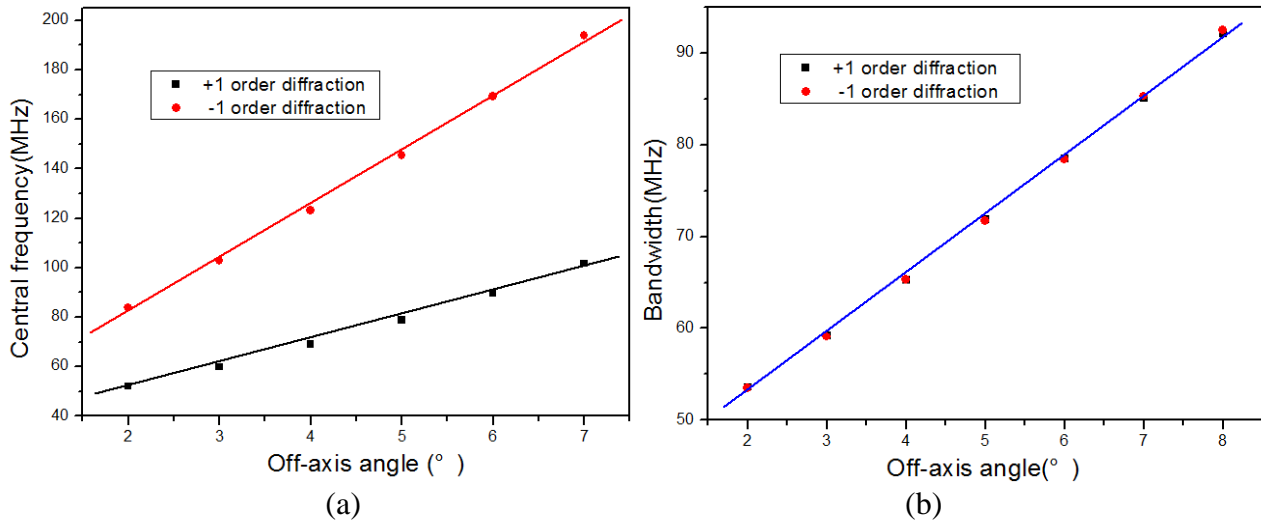 200
180
160
140
120
100
80
60
40
Central frequency(MHz)
+1 order diffraction
-1 order diffraction
2 3 4 5 6 7
Off-axis angle (° )
(a)
90
80
70
60
50
Bandwidth(MHz)
+1 order diffraction
-1 order diffraction
2 3 4 5 6 7 8
Off-axis angle(° )
(b)